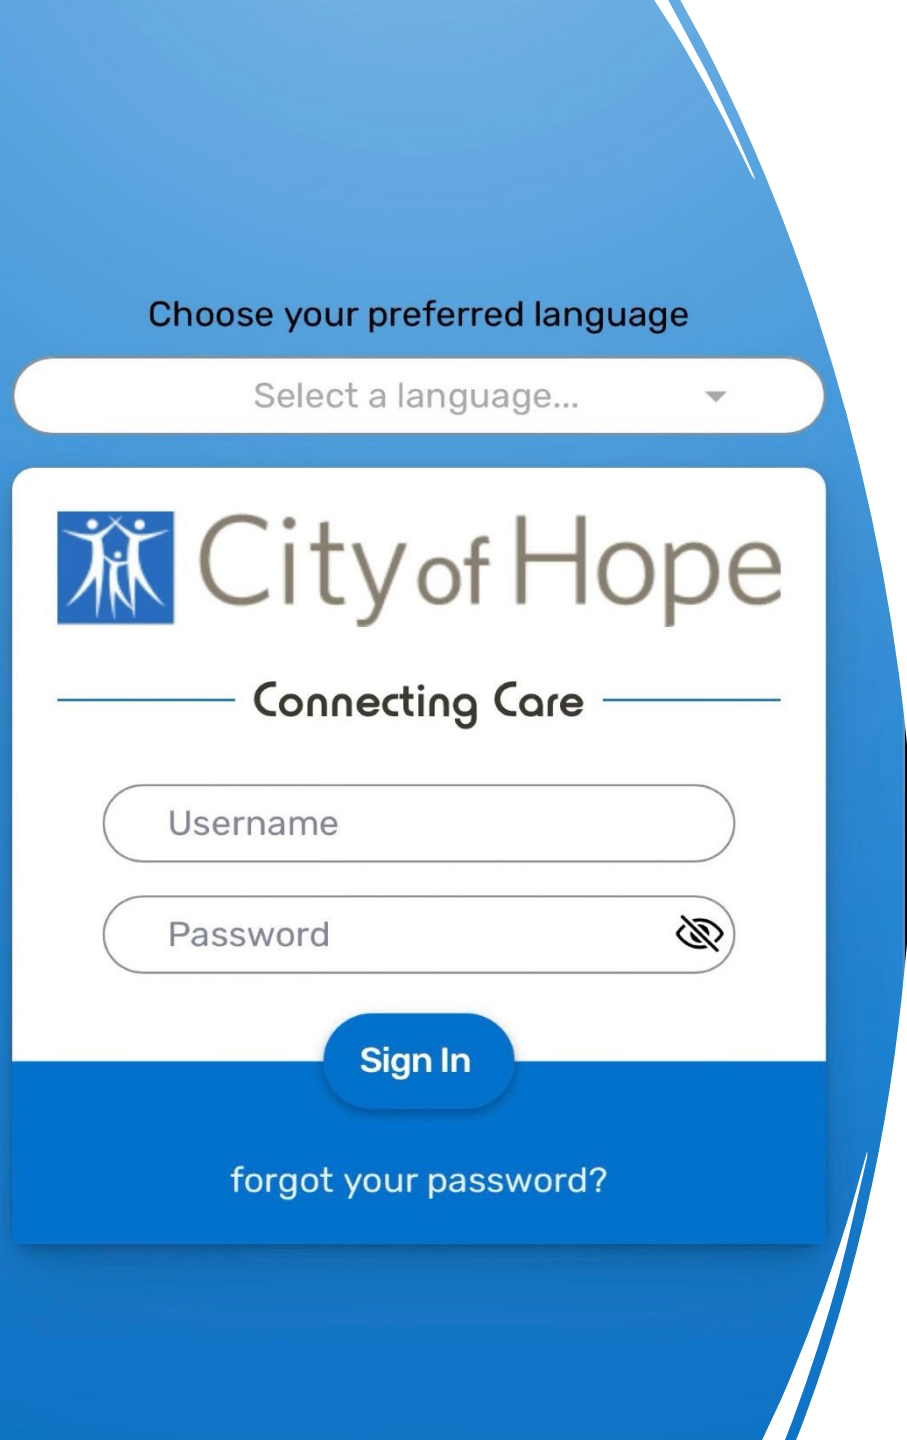 Choose your preferred language
Select a language...
City of Hope
Connecting Care
Username
Password
Sign In
forgot your password?